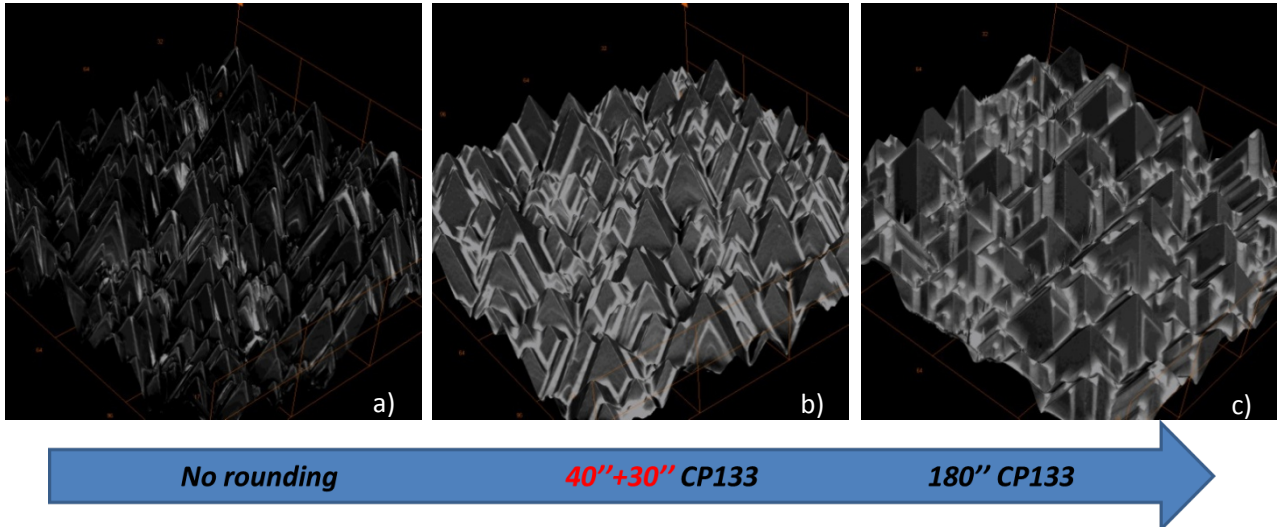 a)
b)
c)
No rounding
40’’+30’’ CP133
180’’ CP133